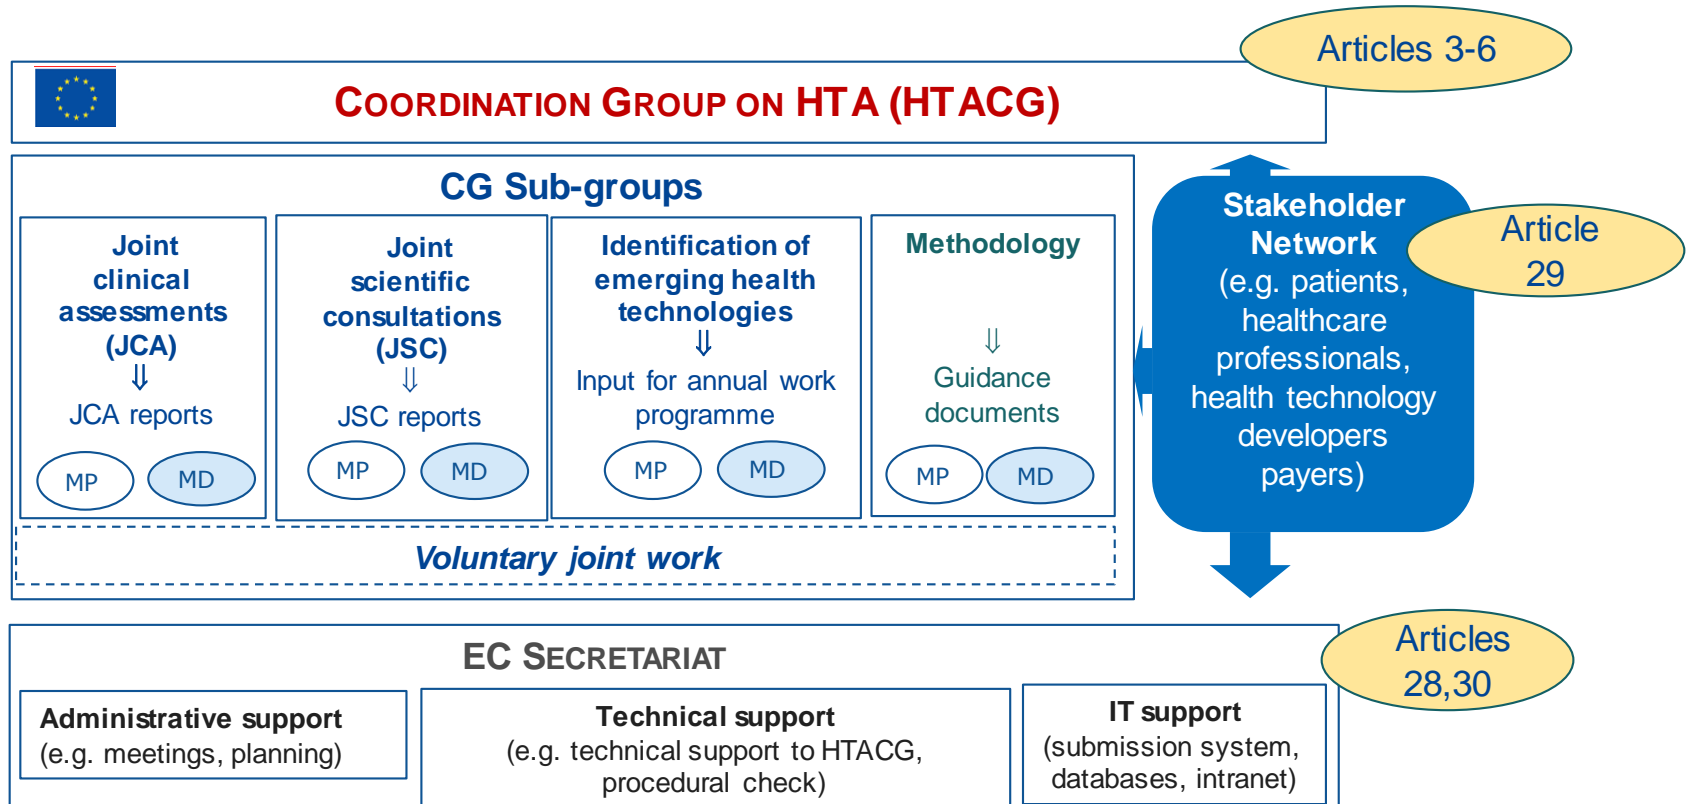 Articles 3-6
COORDINATION GROUP ON HTA (HTACG)
CG Sub-groups
Joint
clinical
assessments
(JCA)
⇓
JCA reports
MP
MD
Joint
scientific
consultations
(JSC)
⇓
JSC reports
MP
MD
Identification of
emerging health
technologies
⇓
Input for annual work
programme
MP
MD
Methodology
⇓
Guidance
documents
MP
MD
Voluntary joint work
Stakeholder
Network
(e.g. patients,
healthcare
professionals,
health technology
developers
payers)
Article
29
EC SECRETARIAT
Articles
28,30
Administrative support
(e.g. meetings, planning)
Technical support
(e.g. technical support to HTACG,
procedural check)
IT support
(submission system,
databases, intranet)